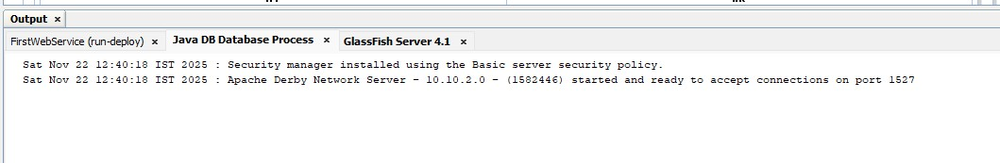 Output ×
FirstWebService (run-deploy) × Java DB Database Process × GlassFish Server 4.1 ×
Sat Nov 22 12:40:18 IST 2025 : Security manager installed using the Basic server security policy.
Sat Nov 22 12:40:18 IST 2025 : Apache Derby Network Server - 10.10.2.0 - (1582446) started and ready to accept connections on port 1527